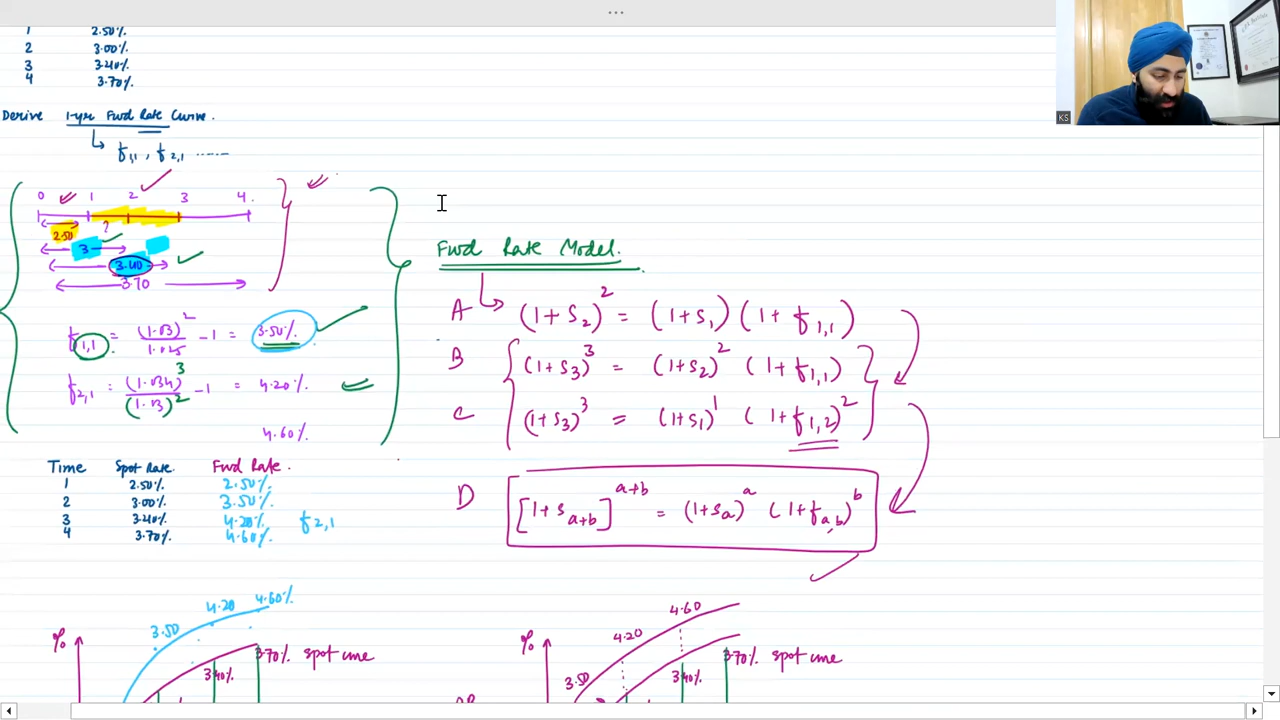 1 2.50%
2 3.00%
3 3.40%
4 3.70%
Derive 1-yr Fwd Rate Curve.
f1,1 , f2,1 .....
0 1 2 3 4
2.50 ?
3
3.40
3.70
f1,1 = (1.03)² / 1.025 - 1 = 3.50%
f2,1 = (1.034)³ / (1.03)² - 1 = 4.20%
4.60%
Time Spot Rate Fwd Rate.
1 2.50% 2.50%
2 3.00% 3.50%
3 3.40% 4.20% f2,1
4 3.70% 4.60%
% 3.50 4.20 4.60%
3.70% spot curve
3.40%
Fwd Rate Model.
A (1+S2)² = (1+S1) (1+f1,1)
B (1+S3)³ = (1+S2)² (1+f1,1)
C (1+S3)³ = (1+S1)¹ (1+f1,2)²
D [1+Sa+b]^a+b = (1+Sa)^a (1+fa,b)^b
% 3.50 4.20 4.60
3.70% spot curve
3.40%
KS